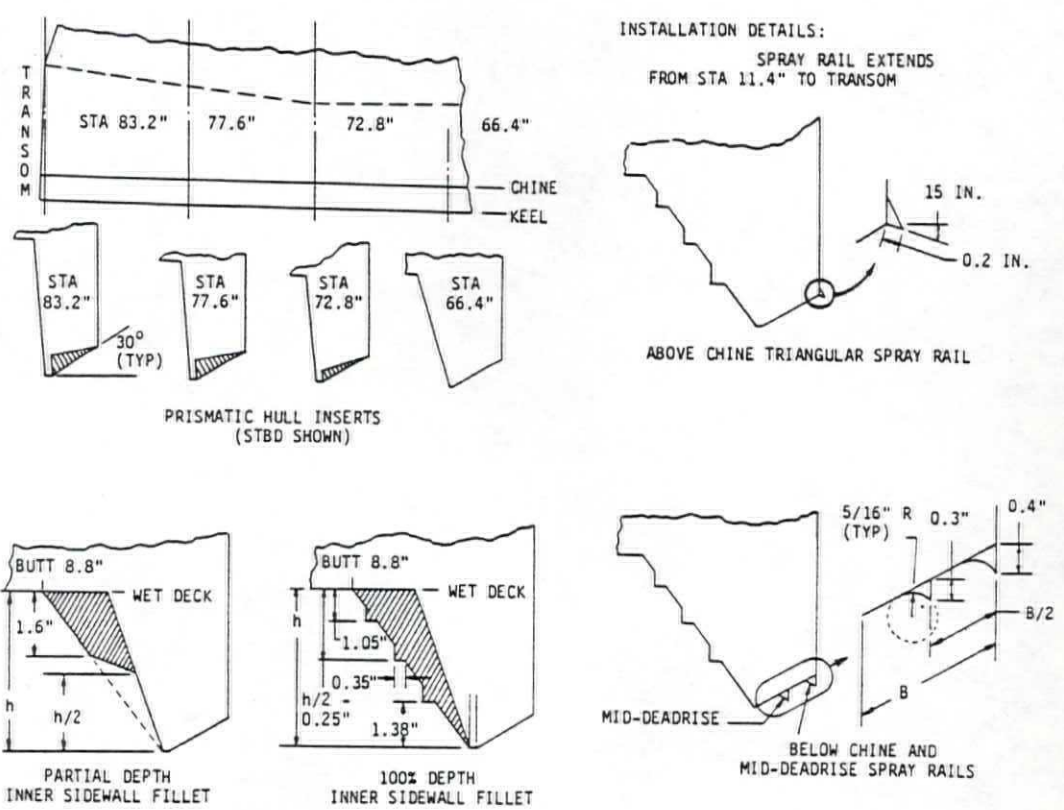 TRANSOM
STA 83.2" 77.6" 72.8" 66.4"
CHINE
KEEL
STA
83.2"
STA
77.6"
STA
72.8"
STA
66.4"
30°
(TYP)
PRISMATIC HULL INSERTS
(STBD SHOWN)
INSTALLATION DETAILS:
SPRAY RAIL EXTENDS
FROM STA 11.4" TO TRANSOM
15 IN.
0.2 IN.
ABOVE CHINE TRIANGULAR SPRAY RAIL
BUTT 8.8"
WET DECK
1.6"
h
h/2
PARTIAL DEPTH
INNER SIDEWALL FILLET
BUTT 8.8"
WET DECK
h
1.05"
0.35"
h/2 -
0.25"
1.38"
100% DEPTH
INNER SIDEWALL FILLET
5/16" R
(TYP)
0.3"
0.4"
B/2
B
MID-DEADRISE
BELOW CHINE AND
MID-DEADRISE SPRAY RAILS